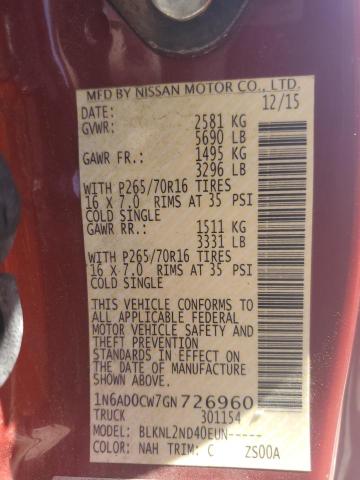 MFD BY NISSAN MOTOR CO., LTD.
DATE: 12/15
GVWR: 2581 KG
5690 LB
GAWR FR.: 1495 KG
3296 LB
WITH P265/70R16 TIRES
16 X 7.0 RIMS AT 35 PSI
COLD SINGLE
GAWR RR.: 1511 KG
3331 LB
WITH P265/70R16 TIRES
16 X 7.0 RIMS AT 35 PSI
COLD SINGLE
THIS VEHICLE CONFORMS TO
ALL APPLICABLE FEDERAL
MOTOR VEHICLE SAFETY AND
THEFT PREVENTION
STANDARDS IN EFFECT ON
THE DATE OF MANUFACTURE
SHOWN ABOVE.
1N6AD0CW7GN726960
TRUCK 301154
MODEL: BLKNL2ND40EUN-----
COLOR: NAH TRIM: C ZS00A